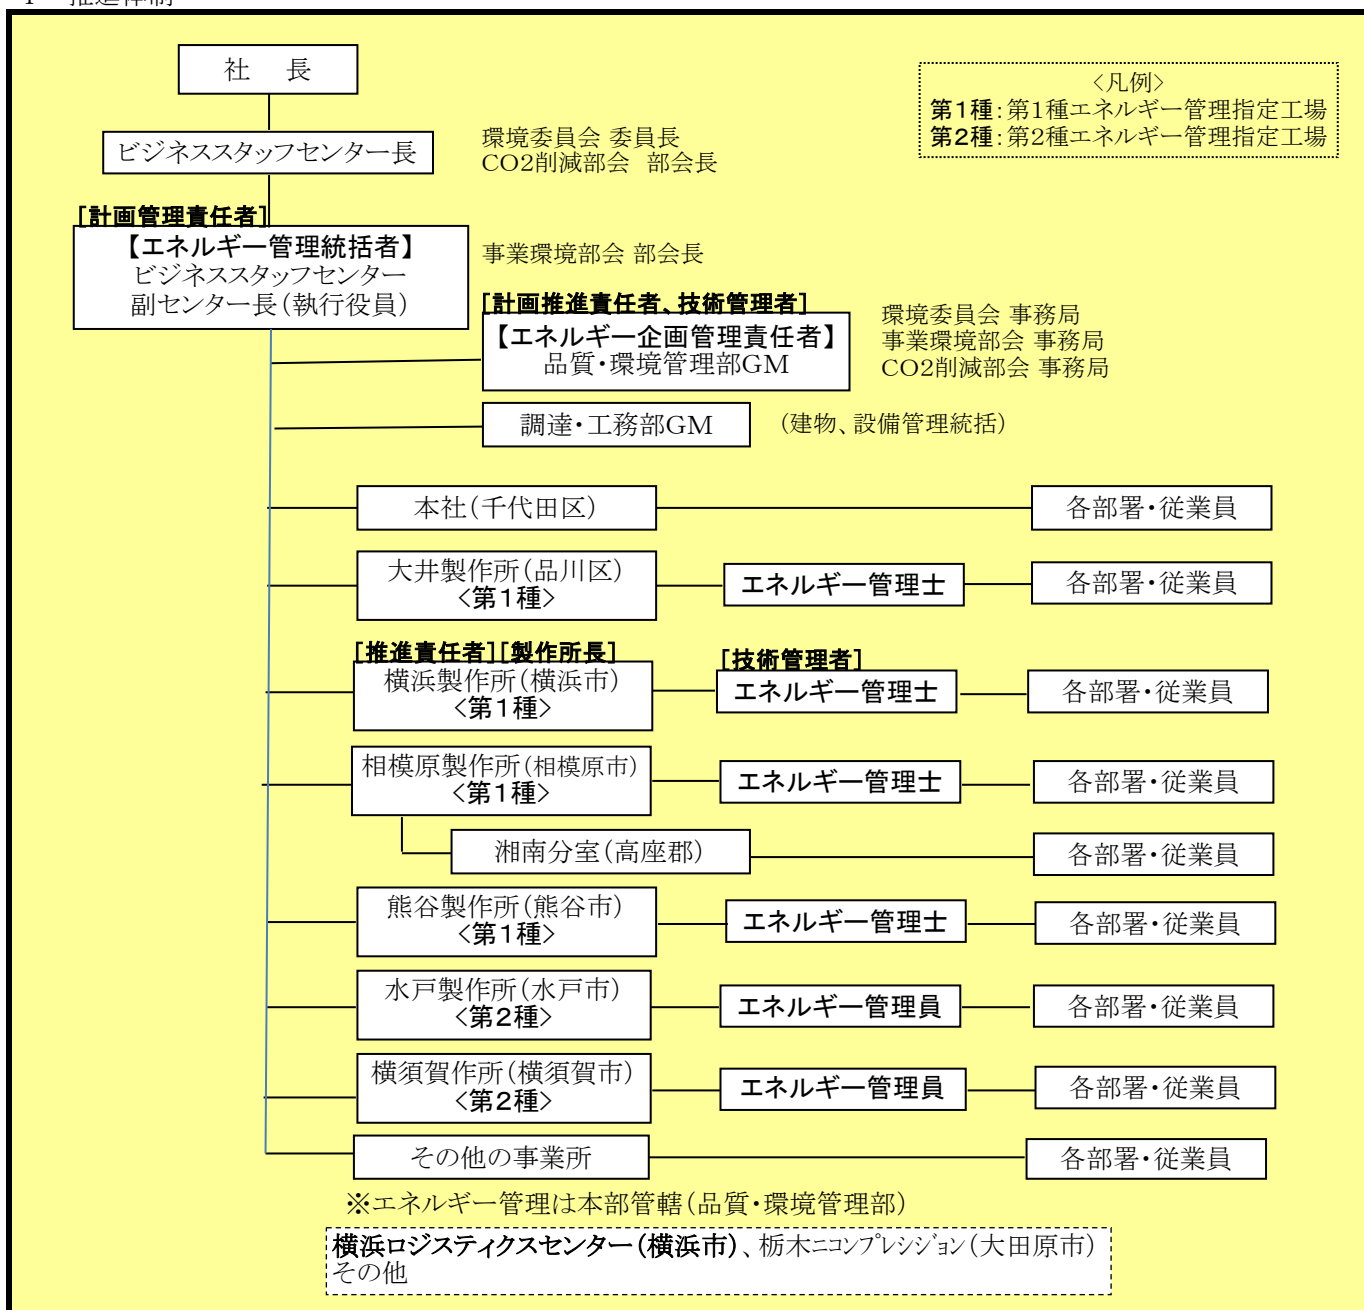 社 長
<凡例>
第1種：第1種エネルギー管理指定工場
第2種：第2種エネルギー管理指定工場
ビジネススタッフセンター長
環境委員会 委員長
CO2削減部会 部会長
[計画管理責任者]
【エネルギー管理統括者】
ビジネススタッフセンター
副センター長（執行役員）
事業環境部会 部会長
[計画推進責任者、技術管理者]
【エネルギー企画管理責任者】
品質・環境管理部GM
環境委員会 事務局
事業環境部会 事務局
CO2削減部会 事務局
調達・工務部GM
（建物、設備管理統括）
本社（千代田区）
各部署・従業員
大井製作所（品川区）
<第1種>
エネルギー管理士
各部署・従業員
[推進責任者][製作所長]
横浜製作所（横浜市）
<第1種>
[技術管理者]
エネルギー管理士
各部署・従業員
相模原製作所（相模原市）
<第1種>
エネルギー管理士
各部署・従業員
湘南分室（高座郡）
各部署・従業員
熊谷製作所（熊谷市）
<第1種>
エネルギー管理士
各部署・従業員
水戸製作所（水戸市）
<第2種>
エネルギー管理員
各部署・従業員
横須賀作所（横須賀市）
<第2種>
エネルギー管理員
各部署・従業員
その他の事業所
各部署・従業員
※エネルギー管理は本部管轄（品質・環境管理部）
横浜ロジスティクスセンター（横浜市）、栃木ﾆｺﾝﾌﾟﾚｼｼﾞｮﾝ（大田原市）
その他